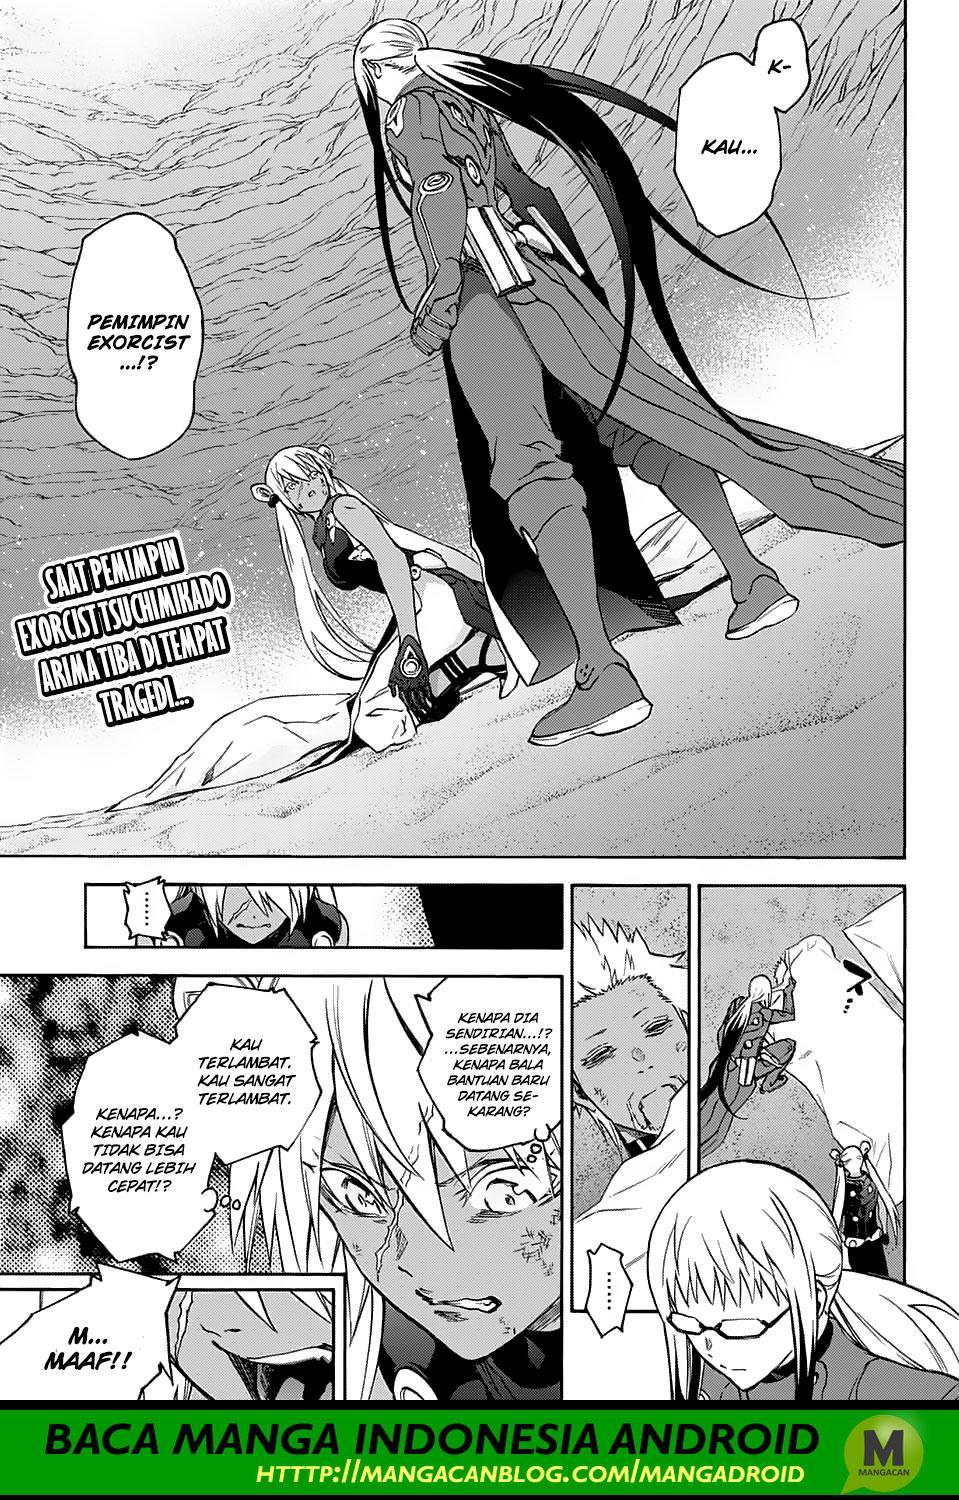 K-
KAU...
PEMIMPIN
EXORCIST
...!?
SAAT PEMIMPIN
EXORCIST TSUCHIMIKADO
ARIMA TIBA DI TEMPAT
TRAGEDI...
......
KENAPA DIA
SENDIRIAN...!?
...SEBENARNYA,
KENAPA BALA
BANTUAN BARU
DATANG SE-
KARANG?
KAU
TERLAMBAT.
KAU SANGAT
TERLAMBAT.
KENAPA...?
KENAPA KAU
TIDAK BISA
DATANG LEBIH
CEPAT!?
......
M...
MAAF!!
BACA MANGA INDONESIA ANDROID
HTTTP://MANGACANBLOG.COM/MANGADROID
M
MANGACAN